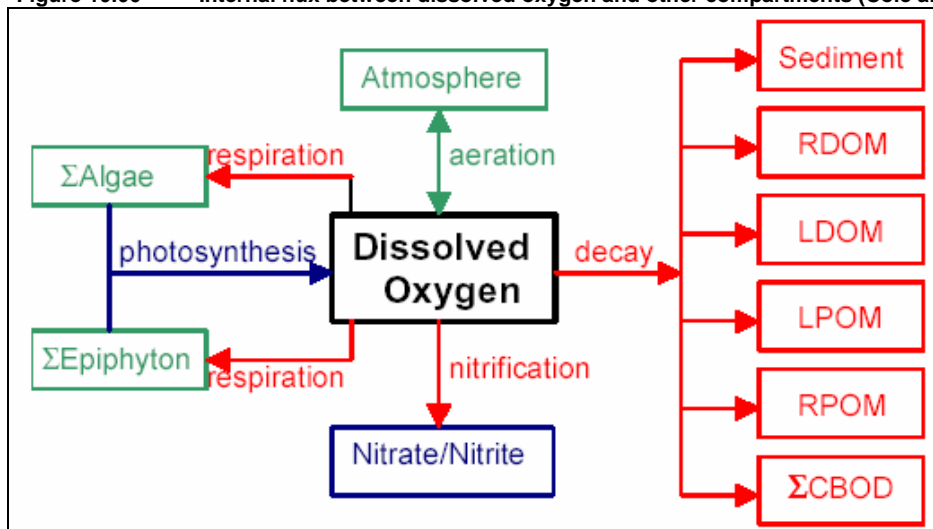 Atmosphere
Sediment
respiration
aeration
RDOM
ΣAlgae
LDOM
photosynthesis
Dissolved
Oxygen
decay
LPOM
ΣEpiphyton
respiration
nitrification
RPOM
Nitrate/Nitrite
ΣCBOD